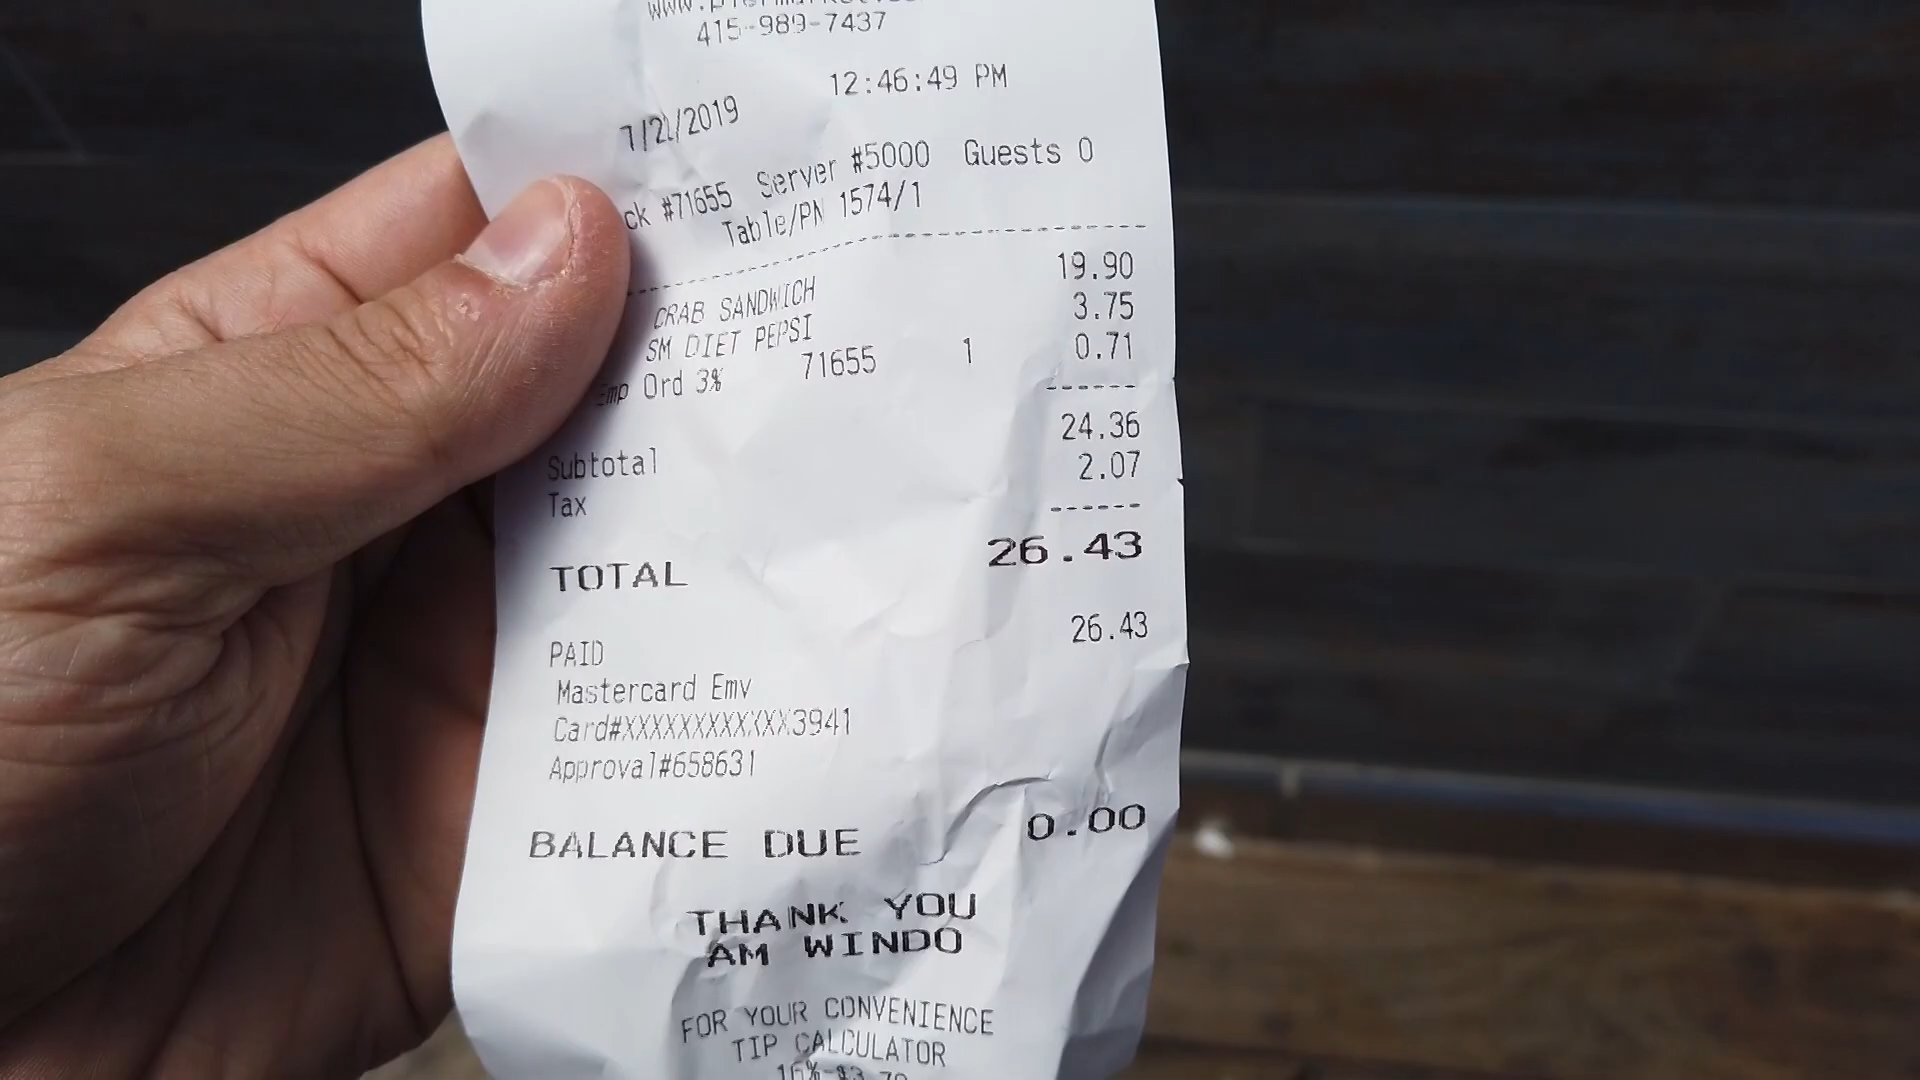 415-989-7437
12:46:49 PM
7/21/2019
ck #71655 Server #5000 Guests 0
Table/PN 1574/1
CRAB SANDWICH 19.90
SM DIET PEPSI 3.75
Emp Ord 3% 71655 1 0.71
Subtotal 24.36
Tax 2.07
TOTAL 26.43
PAID 26.43
Mastercard Emv
Card#XXXXXXXXXXXX3941
Approval#658631
BALANCE DUE 0.00
THANK YOU
AM WINDO
FOR YOUR CONVENIENCE
TIP CALCULATOR